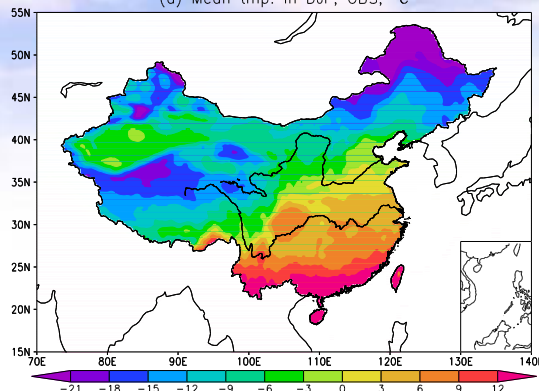 (a) Mean Tmp. in DJF, OBS, °C
55N
50N
45N
40N
35N
30N
25N
20N
15N
70E 80E 90E 100E 110E 120E 130E 140E
−21 −18 −15 −12 −9 −6 −3 0 3 6 9 12